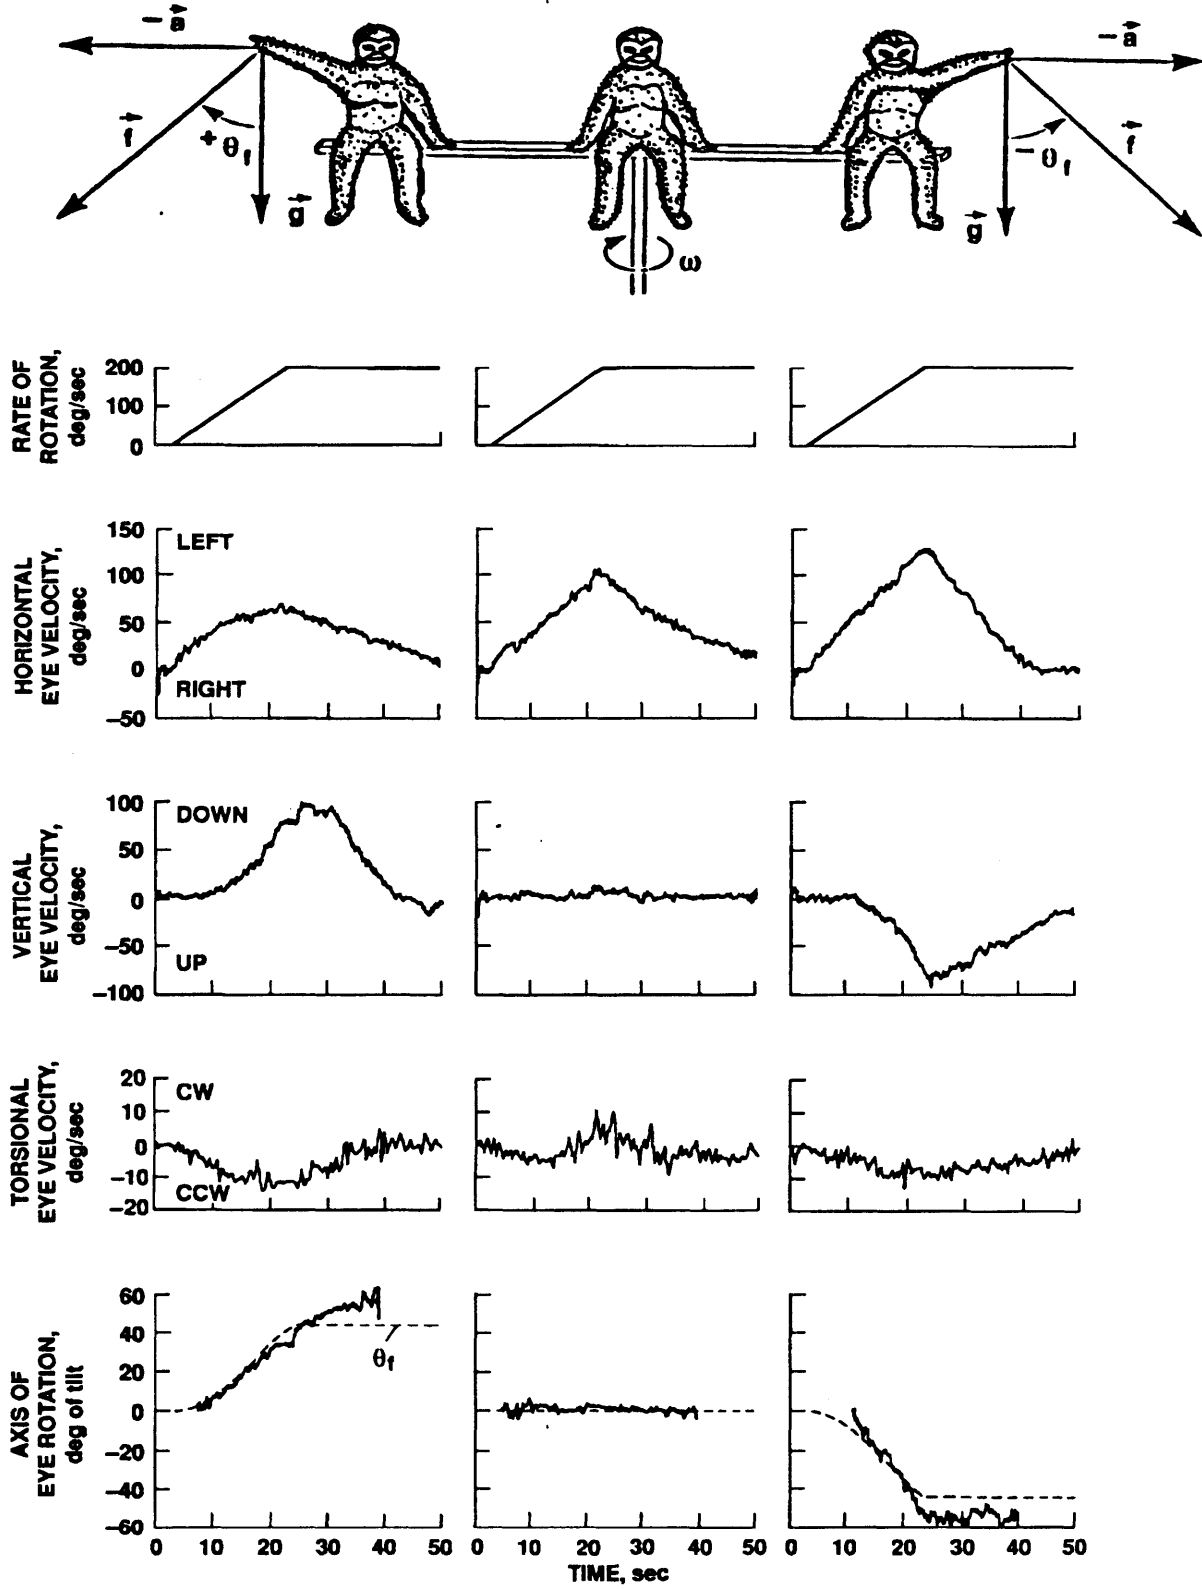 −a⃗
−a⃗
f⃗
+θf
g⃗
−θf
f⃗
g⃗
ω
RATE OF
ROTATION,
deg/sec
200
100
0
HORIZONTAL
EYE VELOCITY,
deg/sec
150
100
50
0
−50
LEFT
RIGHT
VERTICAL
EYE VELOCITY,
deg/sec
100
50
0
−50
−100
DOWN
UP
TORSIONAL
EYE VELOCITY,
deg/sec
20
10
0
−10
−20
CW
CCW
AXIS OF
EYE ROTATION,
deg of tilt
60
40
20
0
−20
−40
−60
θf
0 10 20 30 40 50
0 10 20 30 40 50
0 10 20 30 40 50
TIME, sec